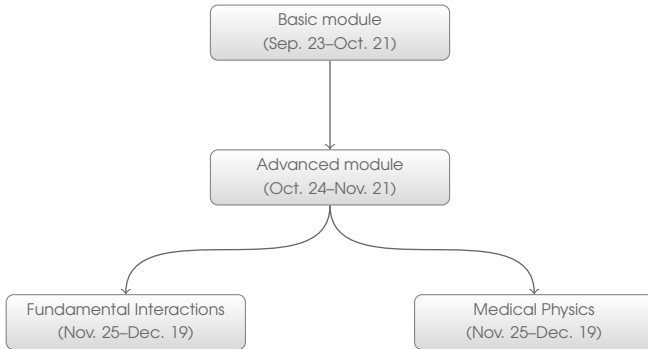 Basic module
(Sep. 23–Oct. 21)
Advanced module
(Oct. 24–Nov. 21)
Fundamental Interactions
(Nov. 25–Dec. 19)
Medical Physics
(Nov. 25–Dec. 19)